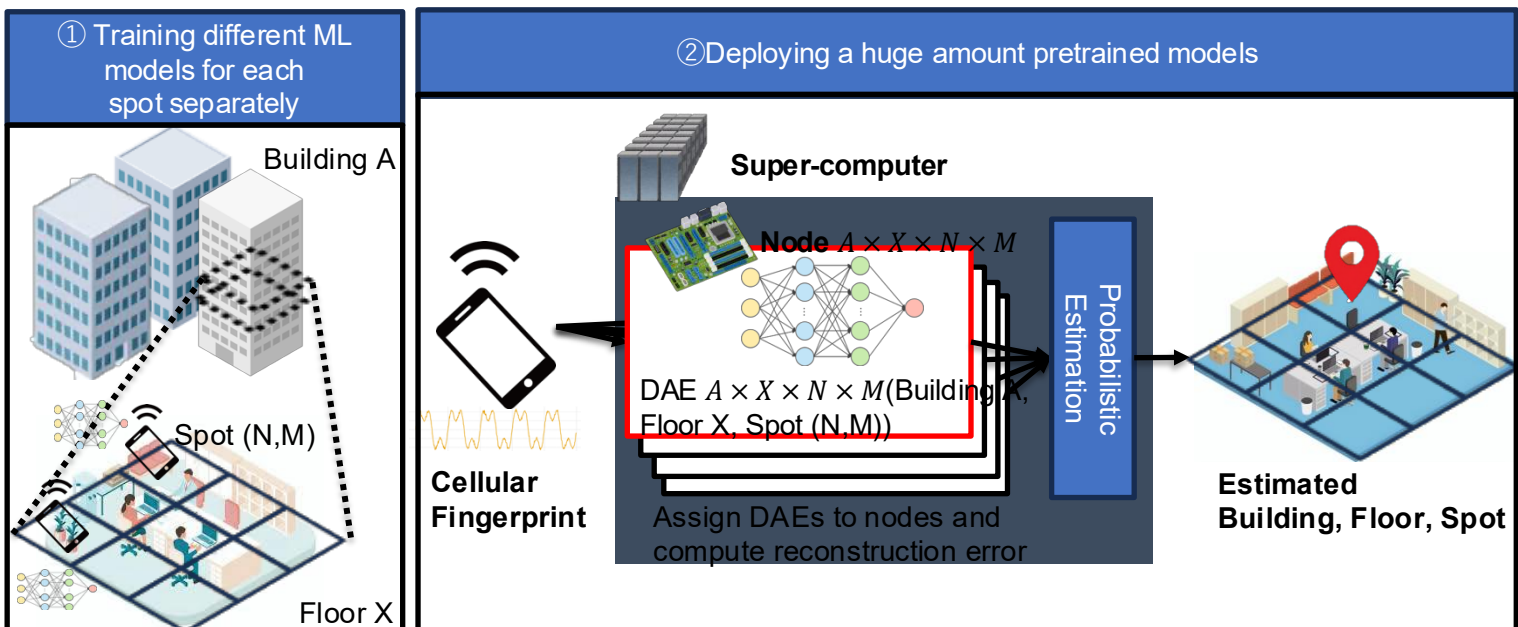 ① Training different ML
models for each
spot separately
Building A
Spot (N,M)
Floor X
②Deploying a huge amount pretrained models
Super-computer
Node A × X × N × M
DAE A × X × N × M(Building A,
Floor X, Spot (N,M))
Assign DAEs to nodes and
compute reconstruction error
Cellular
Fingerprint
Probabilistic
Estimation
Estimated
Building, Floor, Spot